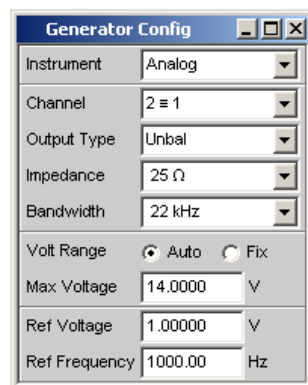 Generator Config
Instrument Analog
Channel 2 ≡ 1
Output Type Unbal
Impedance 25 Ω
Bandwidth 22 kHz
Volt Range Auto Fix
Max Voltage 14.0000 V
Ref Voltage 1.00000 V
Ref Frequency 1000.00 Hz